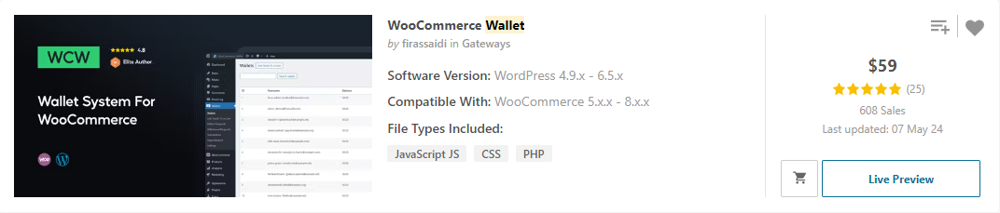 WCW
4.8
Elite Author
Wallet System For
WooCommerce
Woo
Wallets
WooCommerce Wallet
by firassaidi in Gateways
Software Version: WordPress 4.9.x - 6.5.x
Compatible With: WooCommerce 5.x.x - 8.x.x
File Types Included:
JavaScript JS
CSS
PHP
$59
(25)
608 Sales
Last updated: 07 May 24
Live Preview